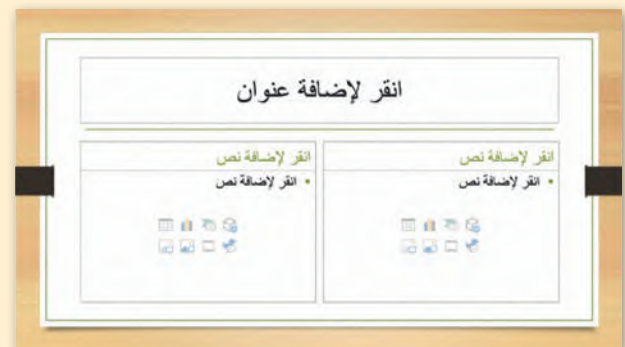 انقر لإضافة عنوان
انقر لإضافة نص
• انقر لإضافة نص
انقر لإضافة نص
• انقر لإضافة نص